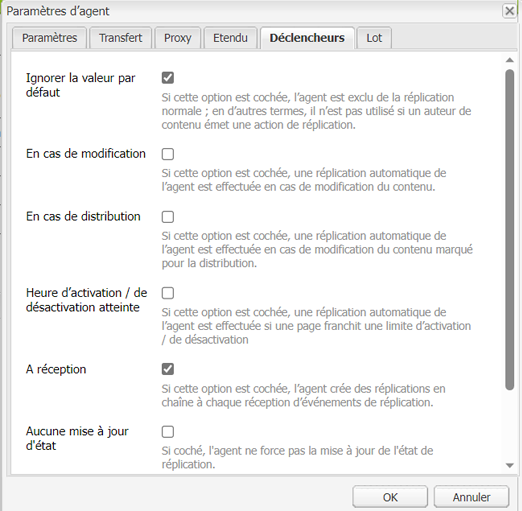 Paramètres d’agent
Paramètres
Transfert
Proxy
Etendu
Déclencheurs
Lot
Ignorer la valeur par
défaut
Si cette option est cochée, l’agent est exclu de la réplication
normale ; en d’autres termes, il n’est pas utilisé si un auteur de
contenu émet une action de réplication.
En cas de modification
Si cette option est cochée, une réplication automatique de
l’agent est effectuée en cas de modification du contenu.
En cas de distribution
Si cette option est cochée, une réplication automatique de
l’agent est effectuée en cas de modification du contenu marqué
pour la distribution.
Heure d’activation / de
désactivation atteinte
Si cette option est cochée, une réplication automatique de
l’agent est effectuée si une page franchit une limite d’activation
/ de désactivation
A réception
Si cette option est cochée, l’agent crée des réplications en
chaîne à chaque réception d’événements de réplication.
Aucune mise à jour
d'état
Si coché, l'agent ne force pas la mise à jour de l'état de
réplication.
OK
Annuler